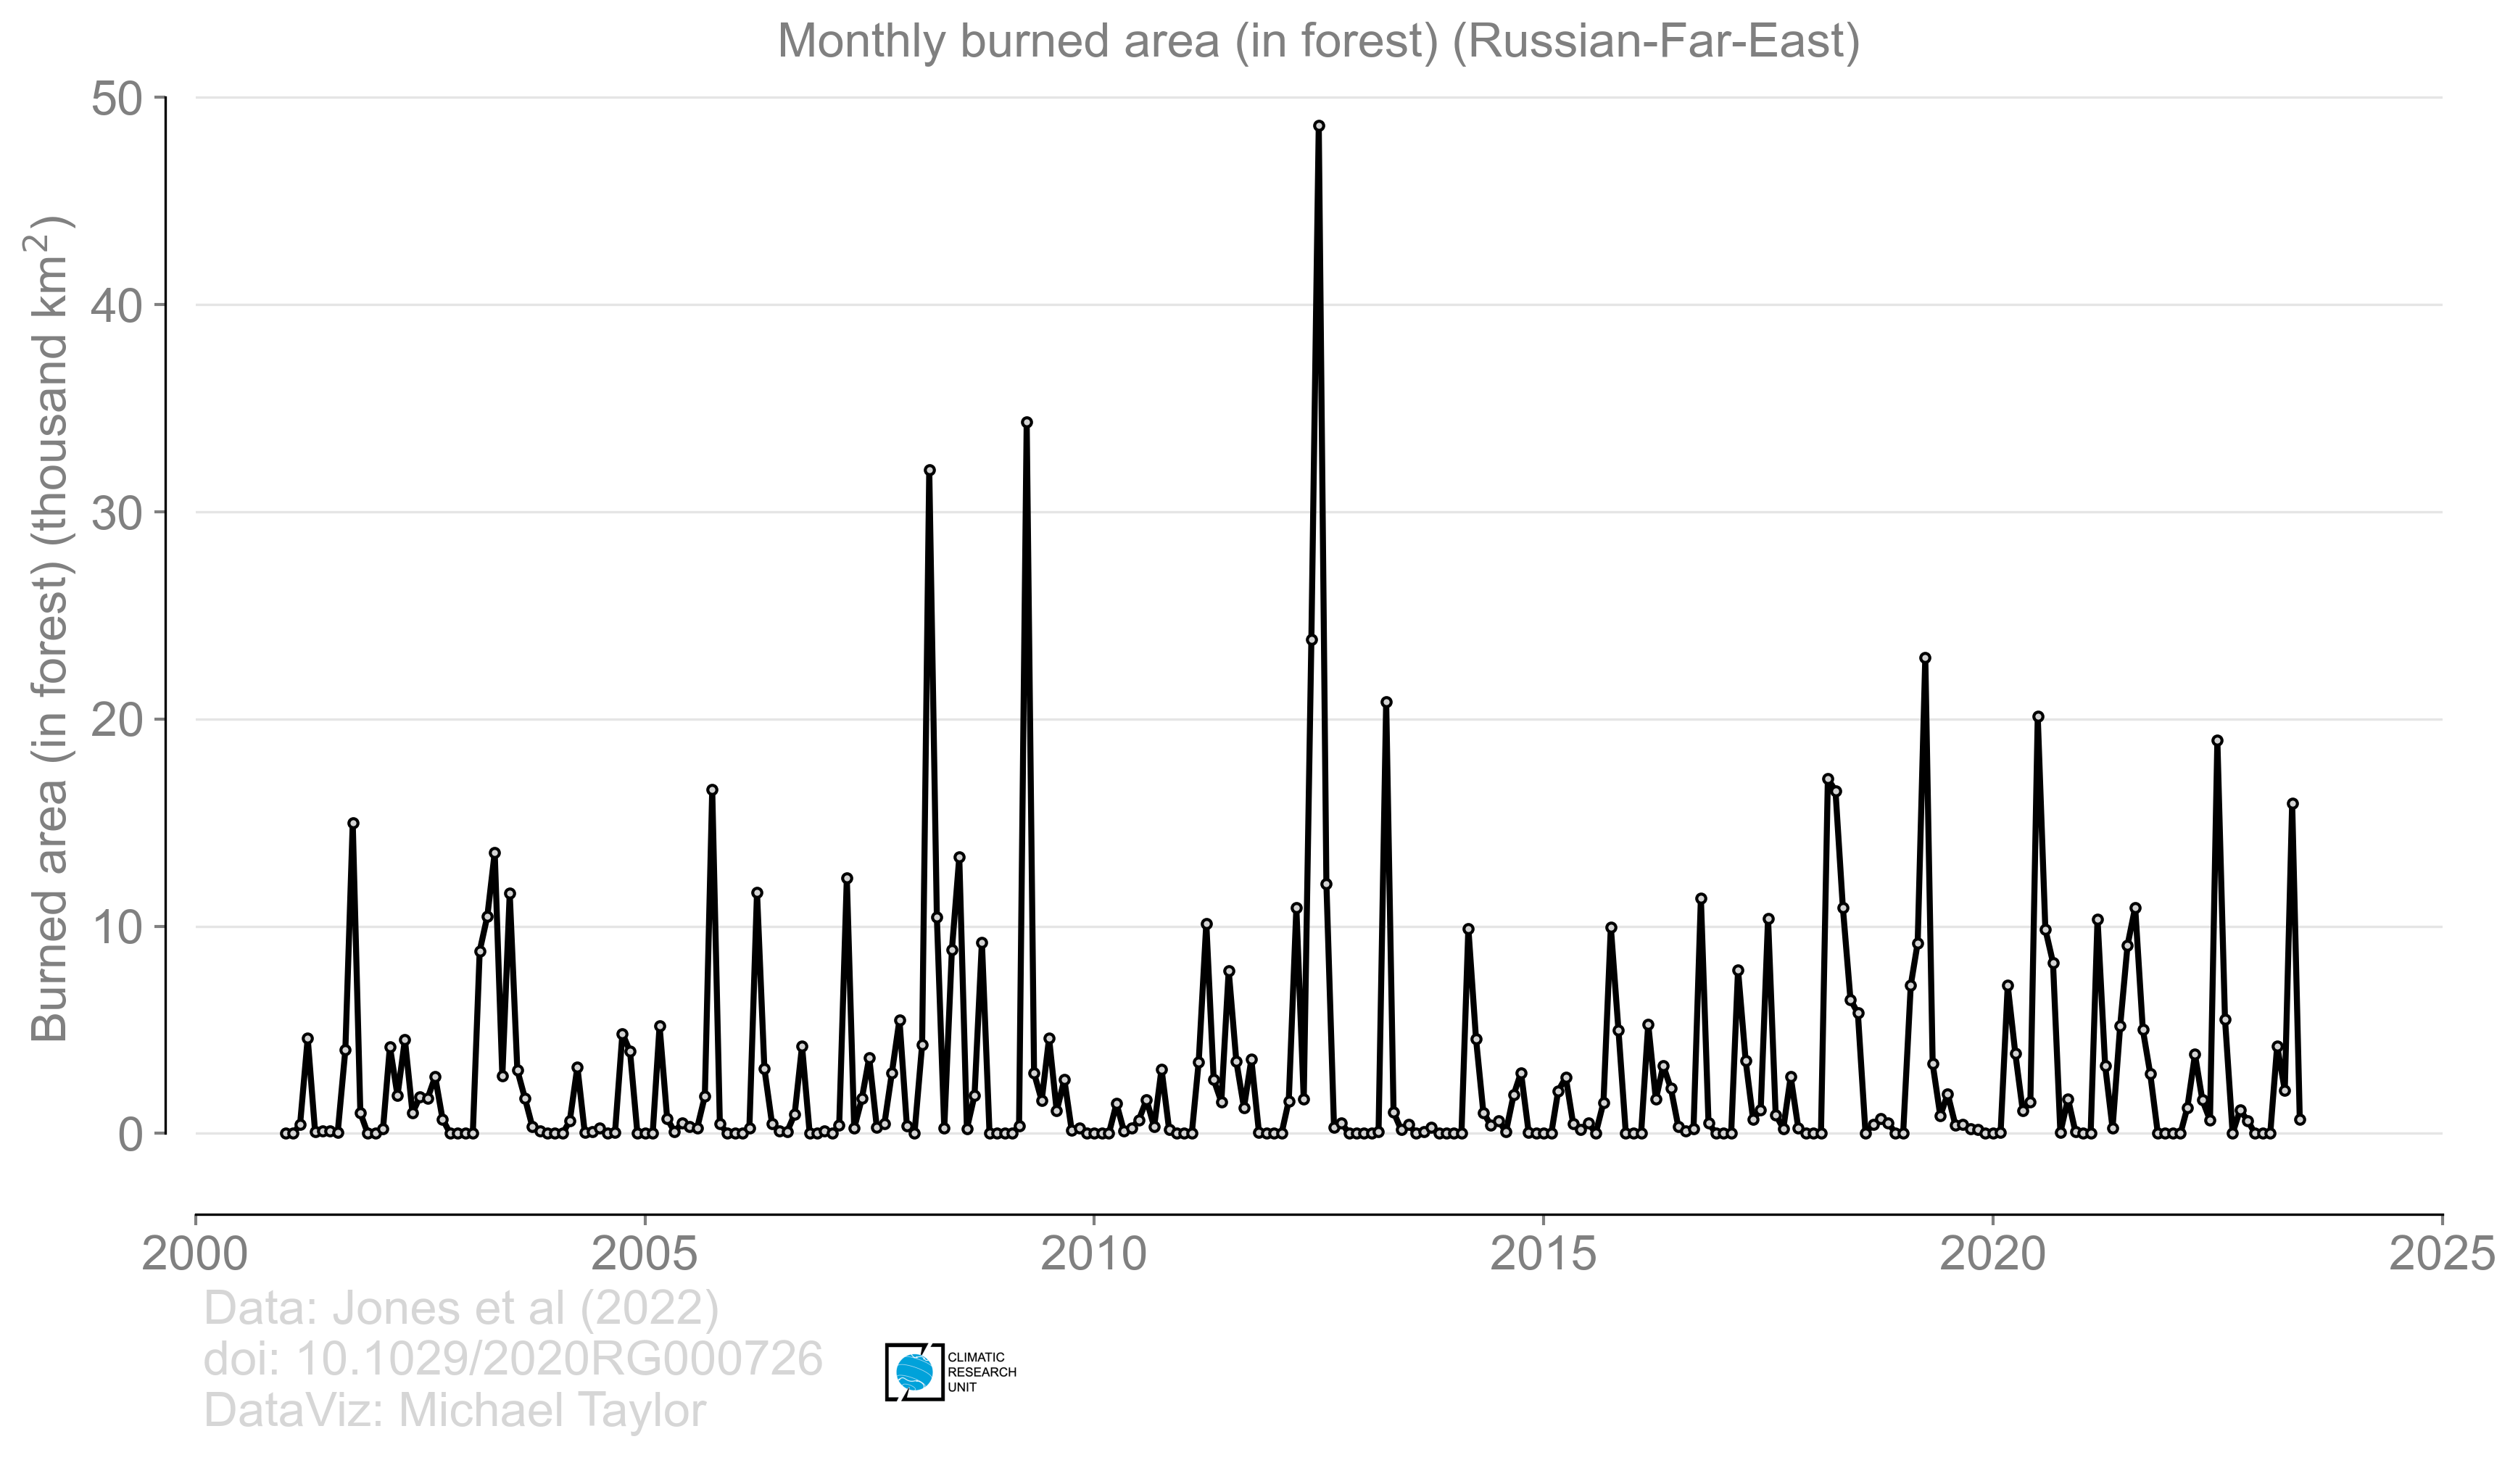 Monthly burned area (in forest) (Russian-Far-East)
Burned area (in forest) (thousand km²)
50
40
30
20
10
0
2000
2005
2010
2015
2020
2025
Data: Jones et al (2022)
doi: 10.1029/2020RG000726
DataViz: Michael Taylor
CLIMATIC
RESEARCH
UNIT